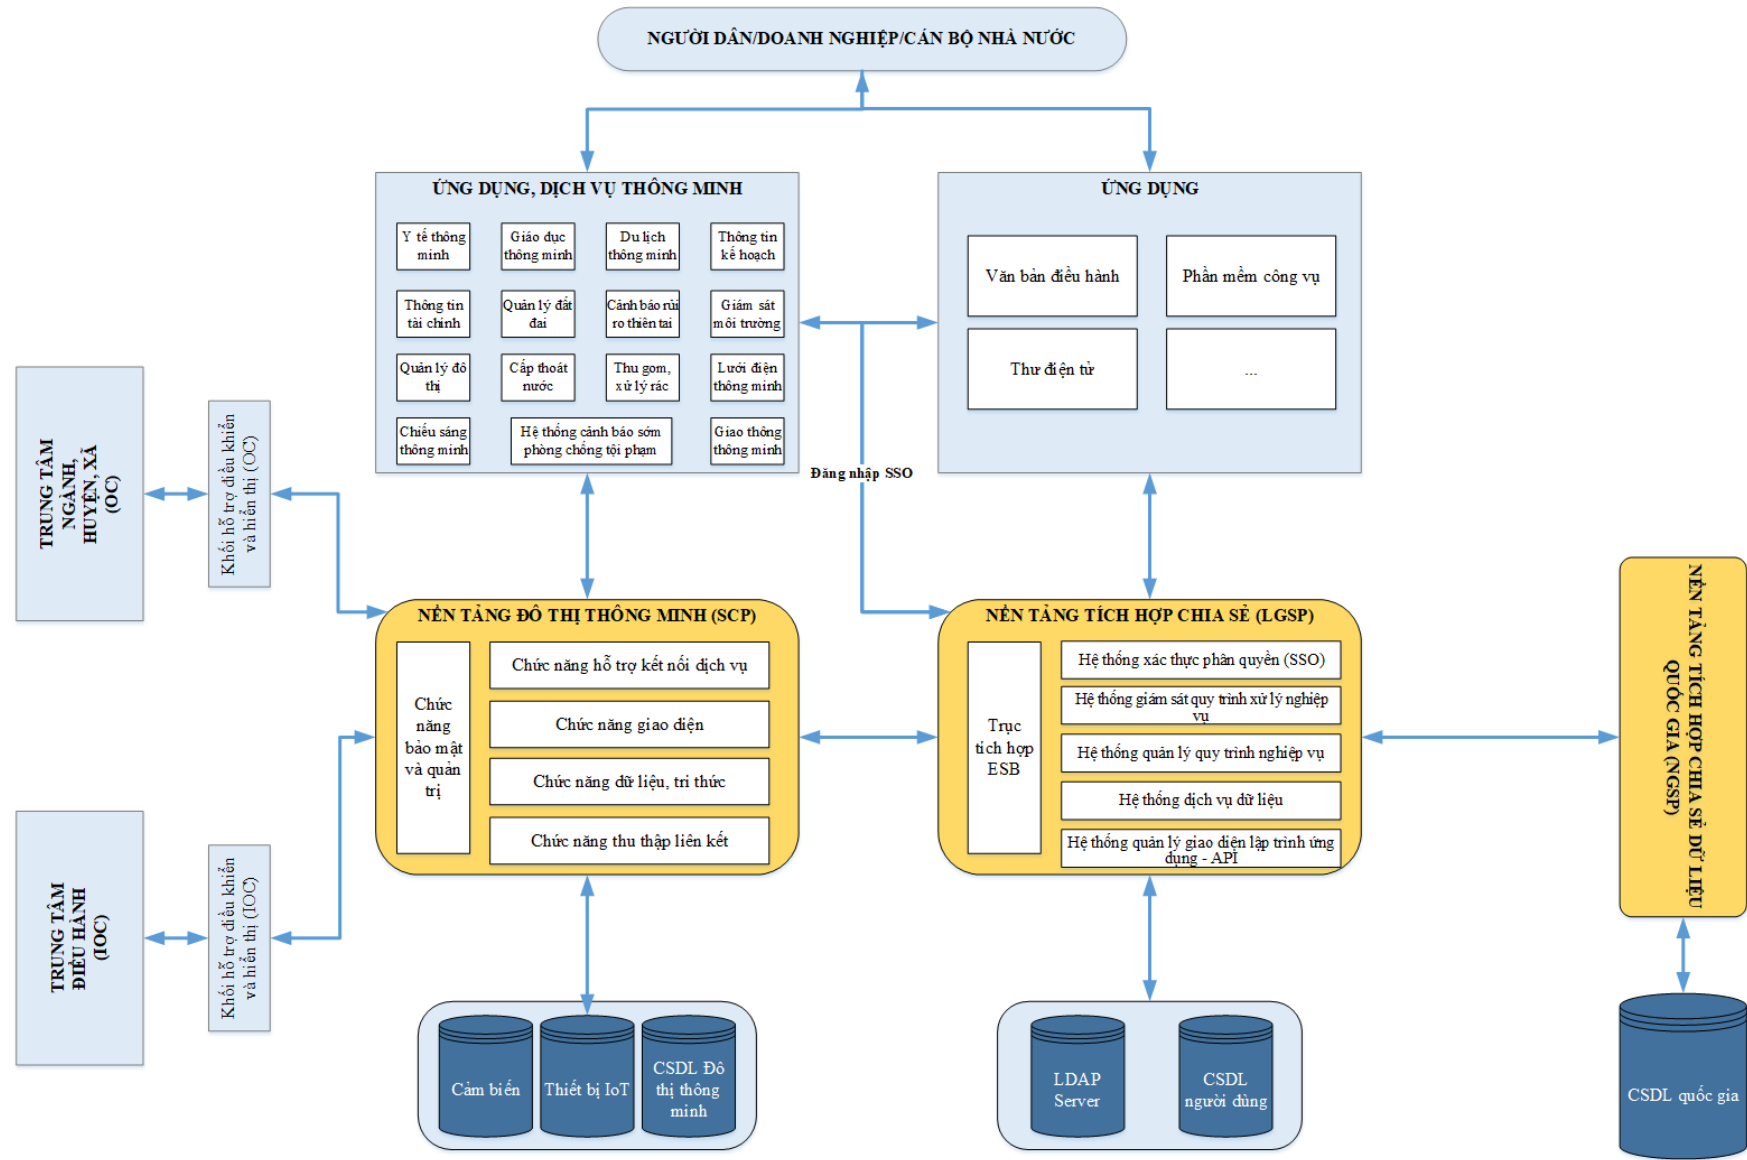 NGƯỜI DÂN/DOANH NGHIỆP/CÁN BỘ NHÀ NƯỚC
ỨNG DỤNG, DỊCH VỤ THÔNG MINH
Y tế thông
minh
Giáo dục
thông minh
Du lịch
thông minh
Thông tin
kế hoạch
Thông tin
tài chính
Quản lý đất
đai
Cảnh báo rủi
ro thiên tai
Giám sát
môi trường
Quản lý đô
thị
Cấp thoát
nước
Thu gom,
xử lý rác
Lưới điện
thông minh
Chiếu sáng
thông minh
Hệ thống cảnh báo sớm
phòng chống tội phạm
Giao thông
thông minh
ỨNG DỤNG
Văn bản điều hành
Phần mềm công vụ
Thư điện tử
...
Đăng nhập SSO
TRUNG TÂM
NGÀNH,
HUYỆN, XÃ
(OC)
Khối hỗ trợ điều khiển
và hiển thị (OC)
TRUNG TÂM
ĐIỀU HÀNH
(IOC)
Khối hỗ trợ điều khiển
và hiển thị (IOC)
NỀN TẢNG ĐÔ THỊ THÔNG MINH (SCP)
Chức
năng
bảo mật
và quản
trị
Chức năng hỗ trợ kết nối dịch vụ
Chức năng giao diện
Chức năng dữ liệu, tri thức
Chức năng thu thập liên kết
NỀN TẢNG TÍCH HỢP CHIA SẺ (LGSP)
Trục
tích hợp
ESB
Hệ thống xác thực phân quyền (SSO)
Hệ thống giám sát quy trình xử lý nghiệp
vụ
Hệ thống quản lý quy trình nghiệp vụ
Hệ thống dịch vụ dữ liệu
Hệ thống quản lý giao diện lập trình ứng
dụng - API
NỀN TẢNG TÍCH HỢP CHIA SẺ DỮ LIỆU
QUỐC GIA (NGSP)
Cảm biến
Thiết bị IoT
CSDL Đô
thị thông
minh
LDAP
Server
CSDL
người dùng
CSDL quốc gia